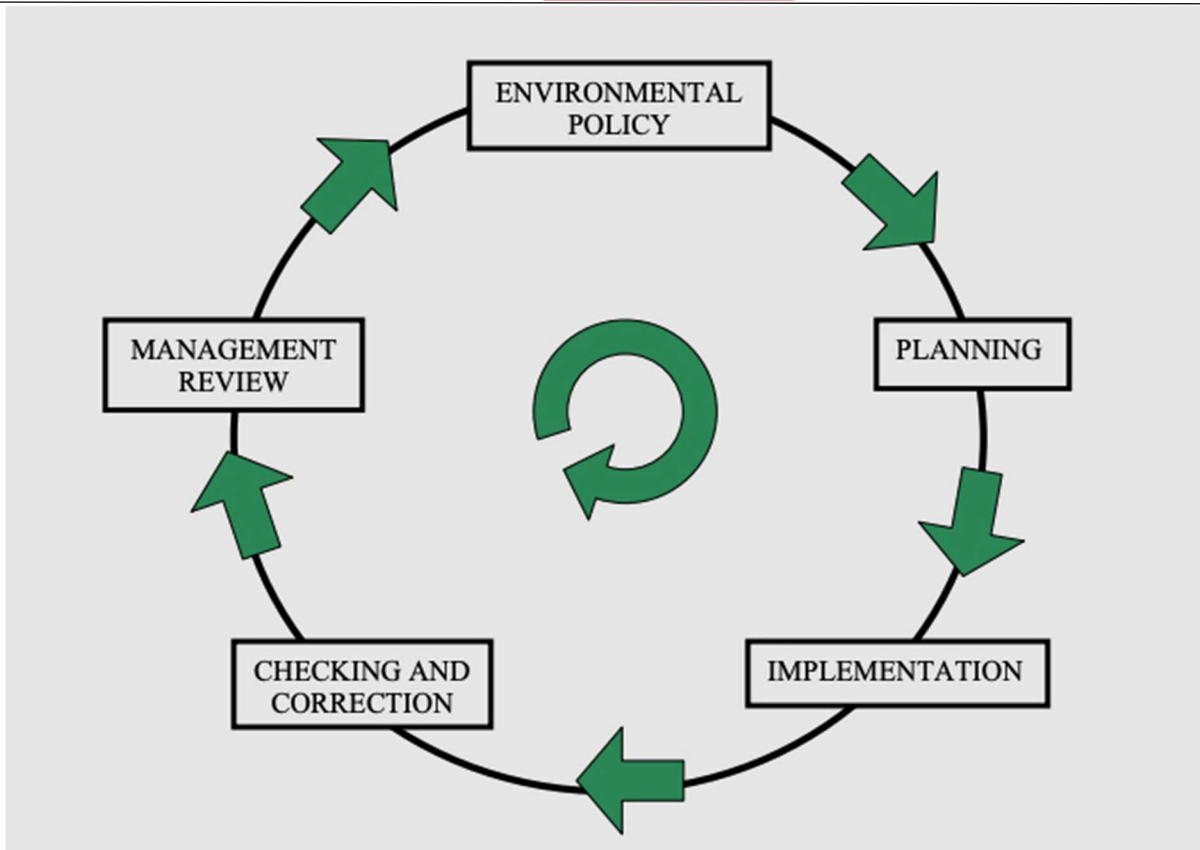 ENVIRONMENTAL
POLICY
PLANNING
IMPLEMENTATION
CHECKING AND
CORRECTION
MANAGEMENT
REVIEW